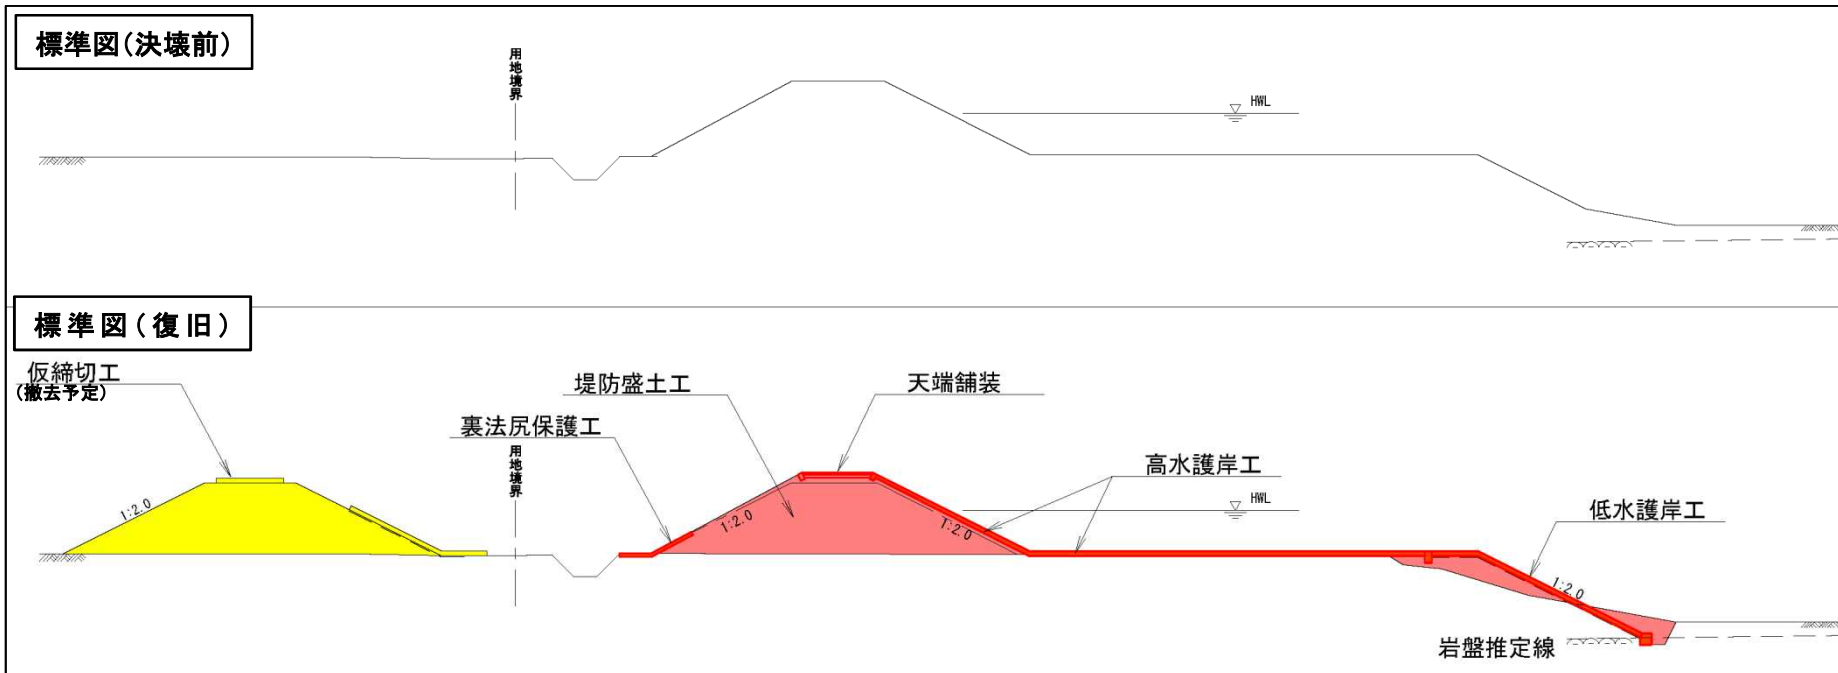 標準図(決壊前)
用地境界
HWL
標準図(復旧)
仮締切工
(撤去予定)
堤防盛土工
天端舗装
裏法尻保護工
用地境界
高水護岸工
HWL
低水護岸工
1:2.0
1:2.0
1:2.0
1:2.0
岩盤推定線